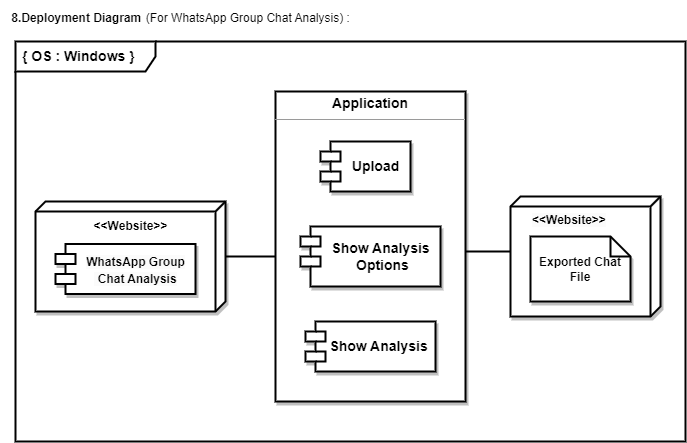 8.Deployment Diagram (For WhatsApp Group Chat Analysis) :
{ OS : Windows }
Application
Upload
<<Website>>
WhatsApp Group
Chat Analysis
Show Analysis
Options
Show Analysis
<<Website>>
Exported Chat
File